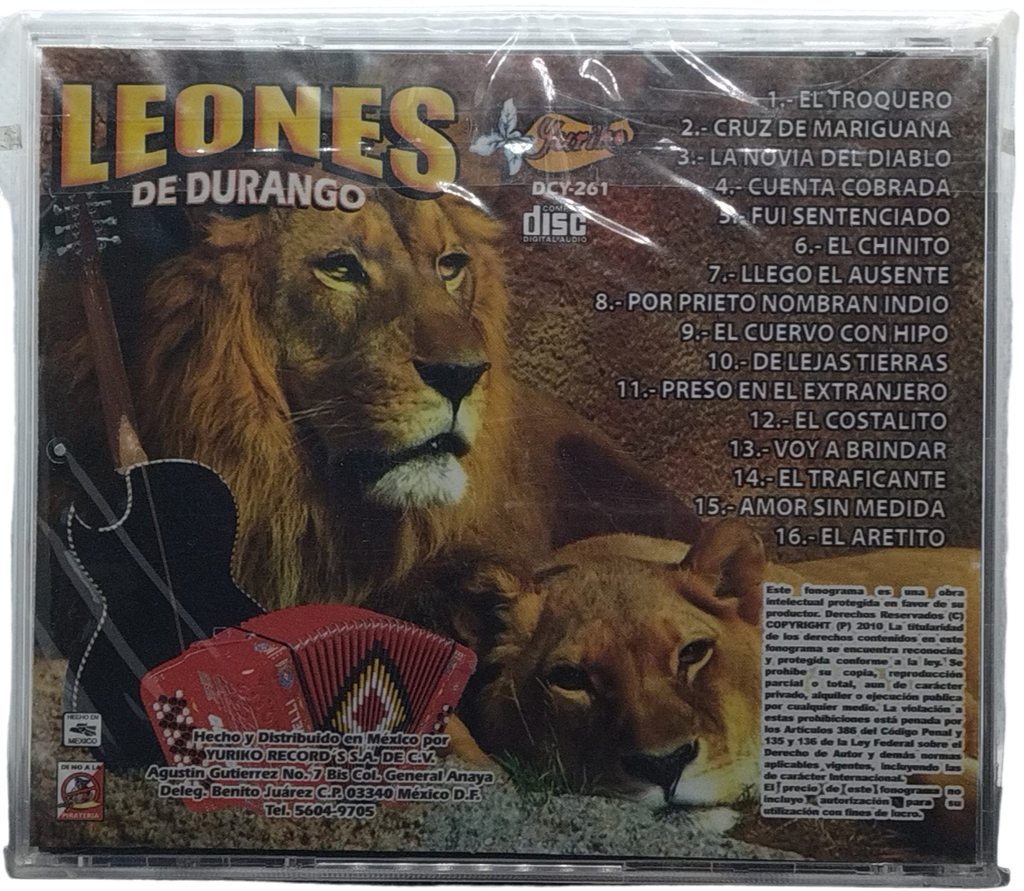 LEONES
DE DURANGO
Yuriko
DCY-261
COMPACT
disc
DIGITAL AUDIO
1.- EL TROQUERO
2.- CRUZ DE MARIGUANA
3.- LA NOVIA DEL DIABLO
4.- CUENTA COBRADA
5.- FUI SENTENCIADO
6.- EL CHINITO
7.- LLEGO EL AUSENTE
8.- POR PRIETO NOMBRAN INDIO
9.- EL CUERVO CON HIPO
10.- DE LEJAS TIERRAS
11.- PRESO EN EL EXTRANJERO
12.- EL COSTALITO
13.- VOY A BRINDAR
14.- EL TRAFICANTE
15.- AMOR SIN MEDIDA
16.- EL ARETITO
Este fonograma es una obra
intelectual protegida en favor de su
productor. Derechos Reservados (C)
COPYRIGHT (P) 2010 La titularidad
de los derechos contenidos en este
fonograma se encuentra reconocida
y protegida conforme a la ley. Se
prohibe su copia, reproducción
parcial o total, aun de carácter
privado, alquiler o ejecución publica
por cualquier medio. La violación a
estas prohibiciones está penada por
los Artículos 386 del Código Penal y
135 y 136 de la Ley Federal sobre el
Derecho de Autor y demás normas
aplicables vigentes, incluyendo las
de carácter Internacional.
El precio de este fonograma no
incluye autorización para su
utilización con fines de lucro.
HECHO EN
MEXICO
DI NO A LA
PIRATERIA
Hecho y Distribuido en México por
YURIKO RECORD´S S.A. DE C.V.
Agustin Gutierrez No. 7 Bis Col. General Anaya
Deleg. Benito Juárez C.P. 03340 México D.F.
Tel. 5604-9705